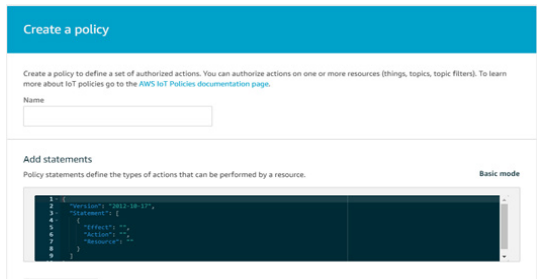 Create a policy
Create a policy to define a set of authorized actions. You can authorize actions on one or more resources (things, topics, topic filters). To learn
more about IoT policies go to the AWS IoT Policies documentation page.
Name
Add statements
Policy statements define the types of actions that can be performed by a resource.
Basic mode
1 - {
2 "Version": "2012-10-17",
3 - "Statement": [
4 - {
5 "Effect": "",
6 "Action": "",
7 "Resource": ""
8 }
9 ]